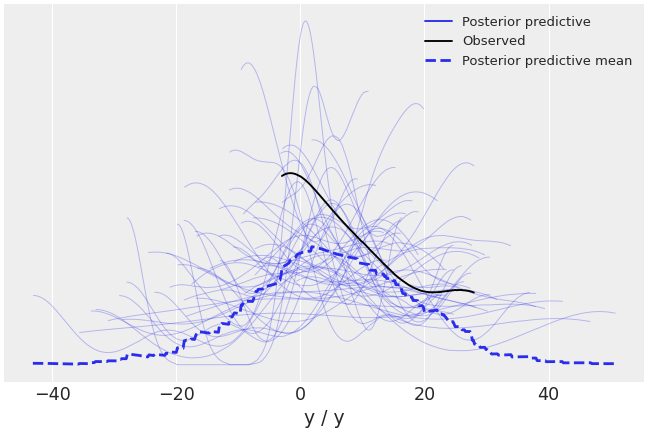 Posterior predictive
Observed
Posterior predictive mean
−40 −20 0 20 40
y / y